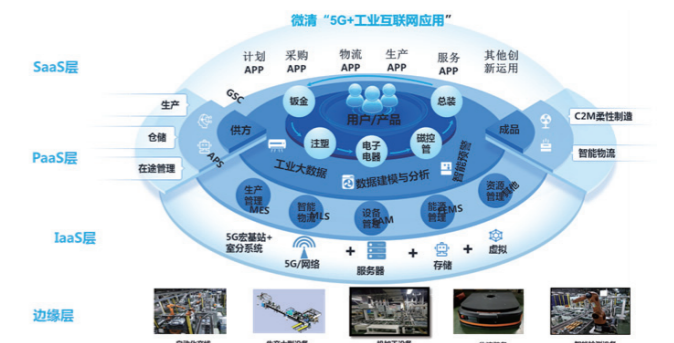 微清“5G+工业互联网应用”
SaaS层
计划
APP
采购
APP
物流
APP
生产
APP
服务
APP
其他创
新运用
GSC
钣金
用户/产品
总装
生产
仓储
在途管理
APS
供方
注塑
电子
电器
磁控
管
成品
C2M柔性制造
智能物流
PaaS层
工业大数据
数据建模与分析
智能预警
生产
管理
MES
智能
物流
MLS
设备
管理
能源
管理
EMS
资源
管理
IaaS层
5G宏基站+
室分系统
5G/网络
+
服务器
+
存储
+
虚拟
边缘层